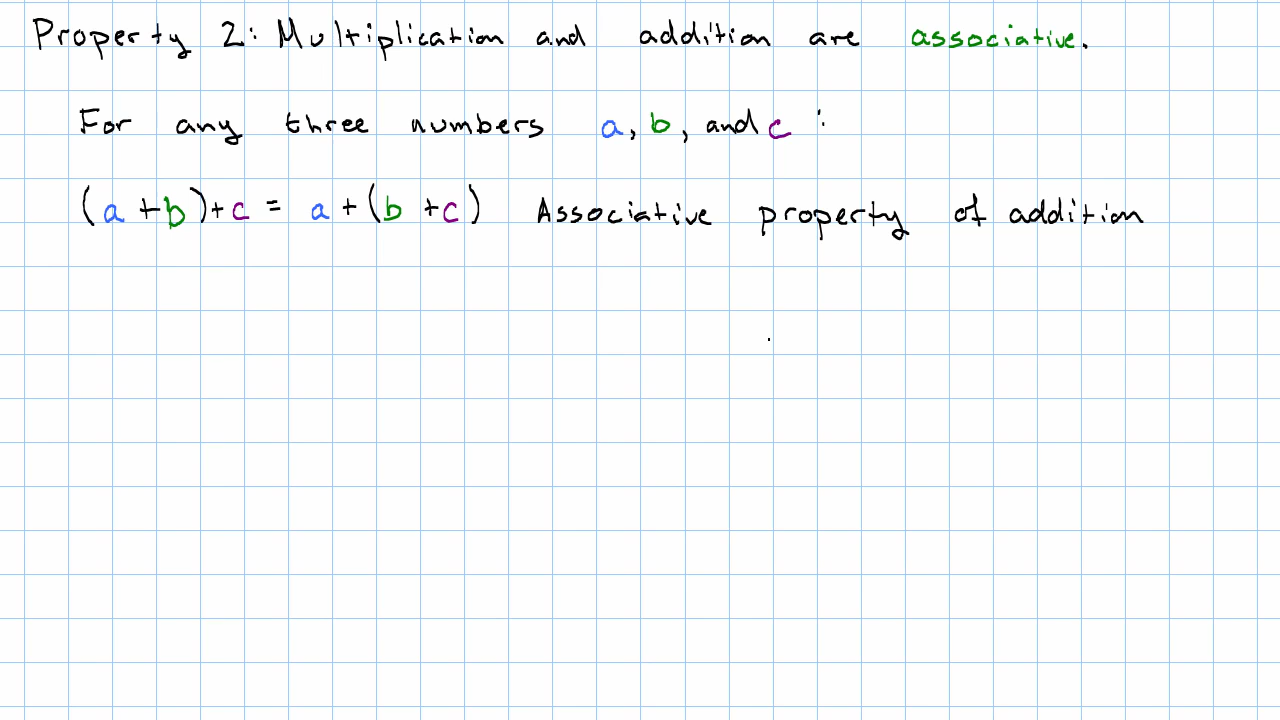 Property 2: Multiplication and addition are associative.
For any three numbers a, b, and c:
(a + b) + c = a + (b + c) Associative property of addition